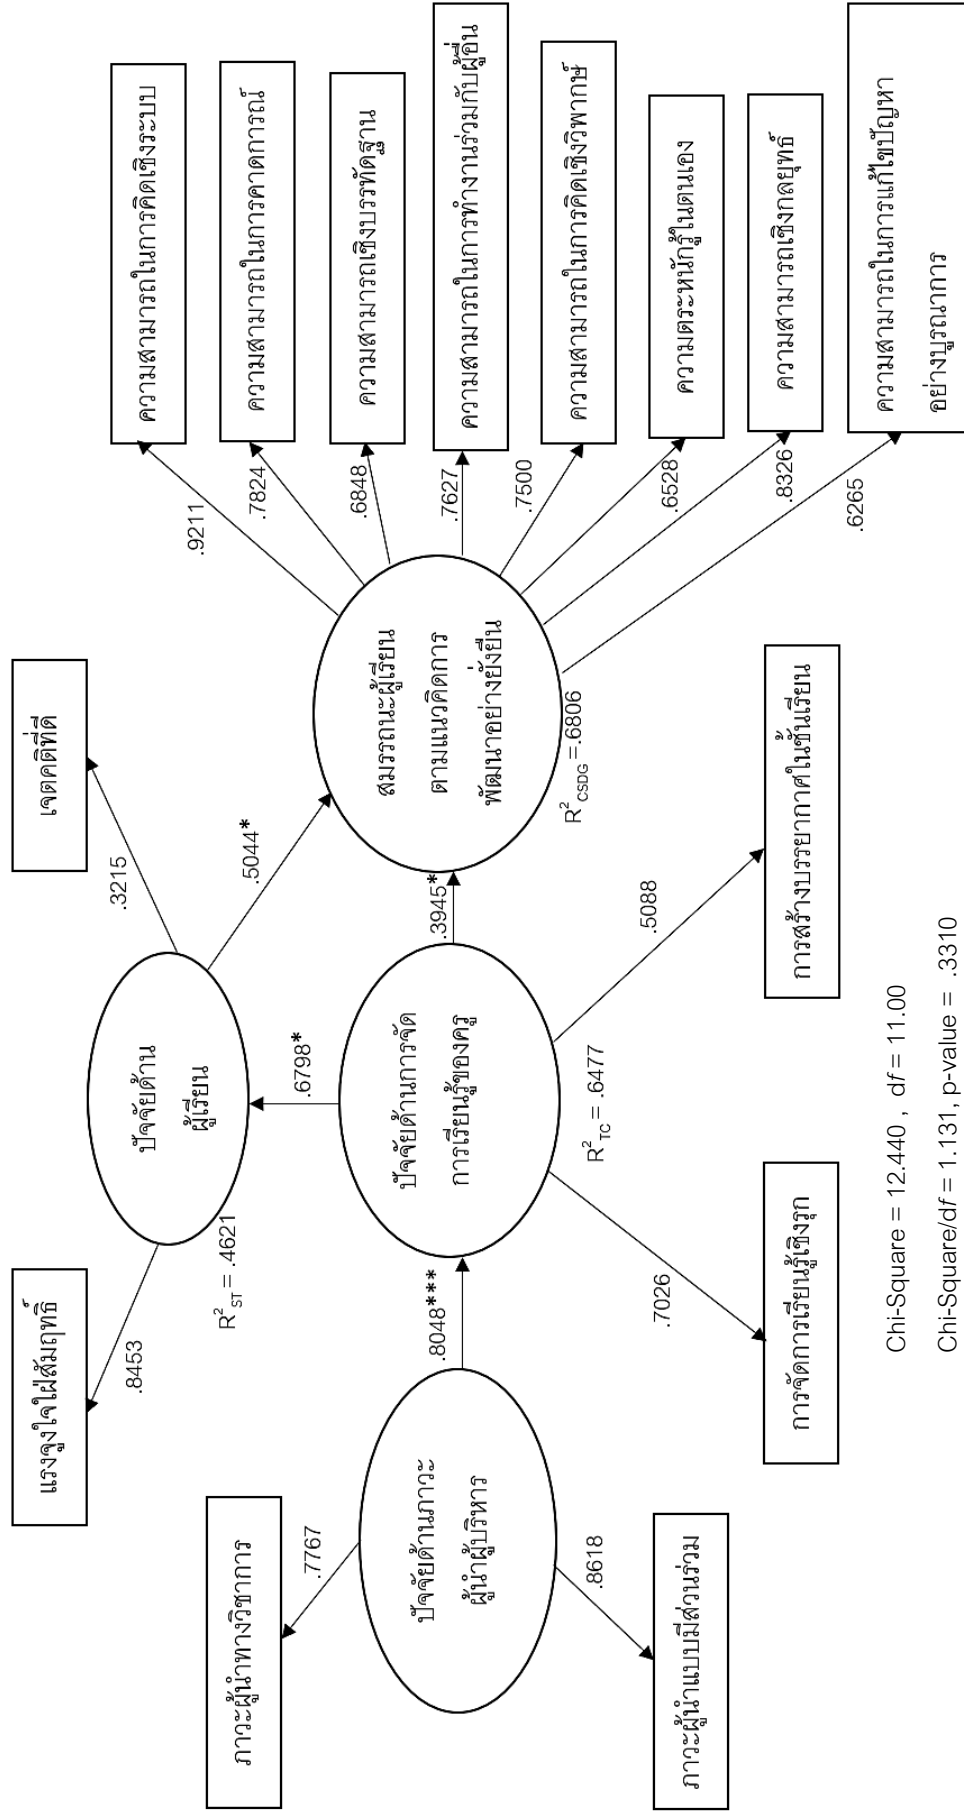 แรงจูงใจใฝ่สัมฤทธิ์
เจตคติที่ดี
.8453
.3215
ปัจจัยด้าน
ผู้เรียน
R²ST = .4621
.5044*
.6798*
ภาวะผู้นำทางวิชาการ
.7767
ปัจจัยด้านภาวะ
ผู้นำผู้บริหาร
.8618
ภาวะผู้นำแบบมีส่วนร่วม
.8048***
ปัจจัยด้านการจัด
การเรียนรู้ของครู
R²TC = .6477
.3945*
.7026
.5088
การจัดการเรียนรู้เชิงรุก
การสร้างบรรยากาศในชั้นเรียน
สมรรถนะผู้เรียน
ตามแนวคิดการ
พัฒนาอย่างยั่งยืน
R²CSDG =.6806
.9211
ความสามารถในการคิดเชิงระบบ
.7824
ความสามารถในการคาดการณ์
.6848
ความสามารถเชิงบรรทัดฐาน
.7627
ความสามารถในการทำงานร่วมกับผู้อื่น
.7500
ความสามารถในการคิดเชิงวิพากษ์
.6528
ความตระหนักรู้ในตนเอง
.8326
ความสามารถเชิงกลยุทธ์
.6265
ความสามารถในการแก้ไขปัญหา
อย่างบูรณาการ
Chi-Square = 12.440 , df = 11.00
Chi-Square/df = 1.131, p-value = .3310